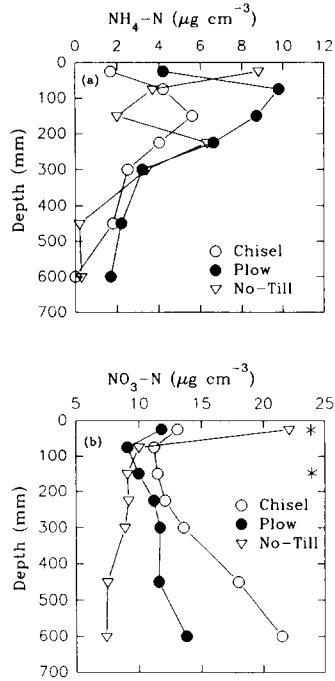 NH₄−N (μg cm⁻³)
0 2 4 6 8 10 12
0
(a)
100
200
300
400
500
600
700
Depth (mm)
Chisel
Plow
No−Till
NO₃−N (μg cm⁻³)
5 10 15 20 25
0
*
(b)
100
*
200
300
400
500
600
700
Depth (mm)
Chisel
Plow
No−Till